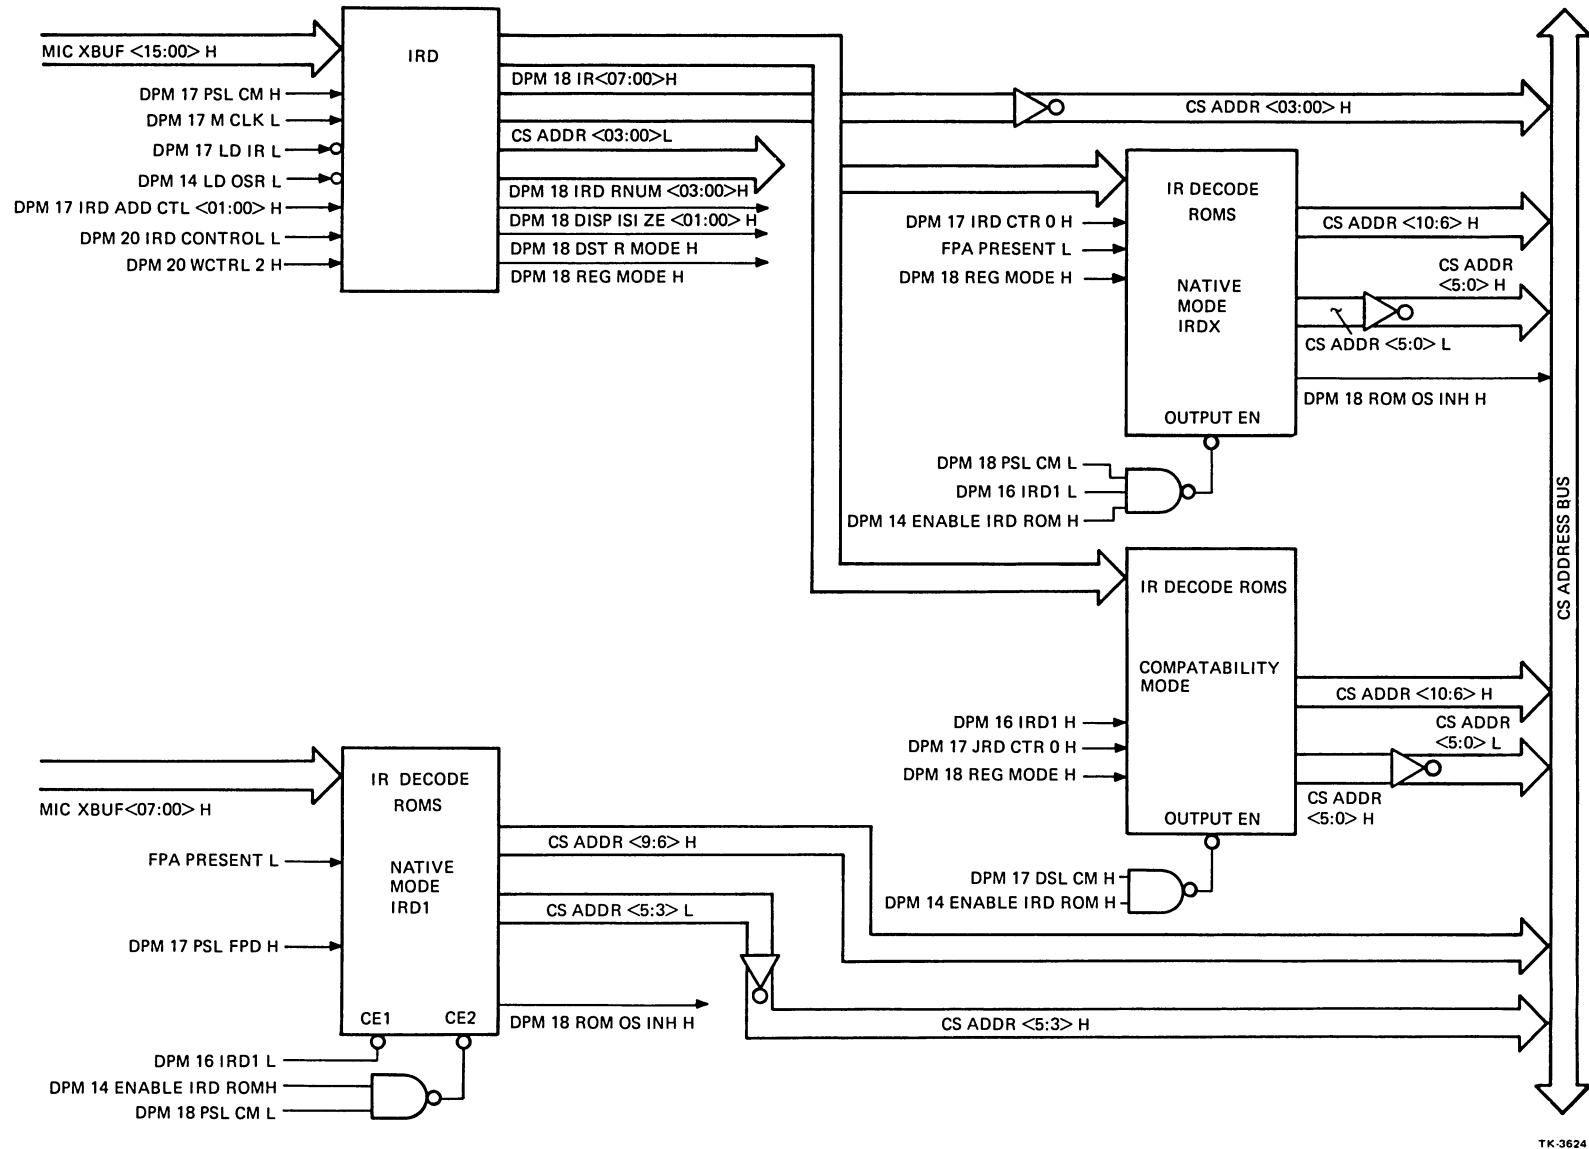 MIC XBUF <15:00> H
DPM 17 PSL CM H
DPM 17 M CLK L
DPM 17 LD IR L
DPM 14 LD OSR L
DPM 17 IRD ADD CTL <01:00> H
DPM 20 IRD CONTROL L
DPM 20 WCTRL 2 H
IRD
DPM 18 IR<07:00>H
CS ADDR <03:00>L
DPM 18 IRD RNUM <03:00>H
DPM 18 DISP ISI ZE <01:00> H
DPM 18 DST R MODE H
DPM 18 REG MODE H
CS ADDR <03:00> H
DPM 17 IRD CTR 0 H
FPA PRESENT L
DPM 18 REG MODE H
IR DECODE
ROMS
NATIVE
MODE
IRDX
OUTPUT EN
CS ADDR <10:6> H
CS ADDR
<5:0> H
CS ADDR <5:0> L
DPM 18 ROM OS INH H
DPM 18 PSL CM L
DPM 16 IRD1 L
DPM 14 ENABLE IRD ROM H
CS ADDRESS BUS
IR DECODE ROMS
COMPATABILITY
MODE
OUTPUT EN
DPM 16 IRD1 H
DPM 17 JRD CTR 0 H
DPM 18 REG MODE H
CS ADDR <10:6> H
CS ADDR
<5:0> L
CS ADDR
<5:0> H
DPM 17 DSL CM H
DPM 14 ENABLE IRD ROM H
MIC XBUF<07:00> H
FPA PRESENT L
DPM 17 PSL FPD H
IR DECODE
ROMS
NATIVE
MODE
IRD1
CE1 CE2
CS ADDR <9:6> H
CS ADDR <5:3> L
DPM 18 ROM OS INH H
CS ADDR <5:3> H
DPM 16 IRD1 L
DPM 14 ENABLE IRD ROMH
DPM 18 PSL CM L
TK-3624